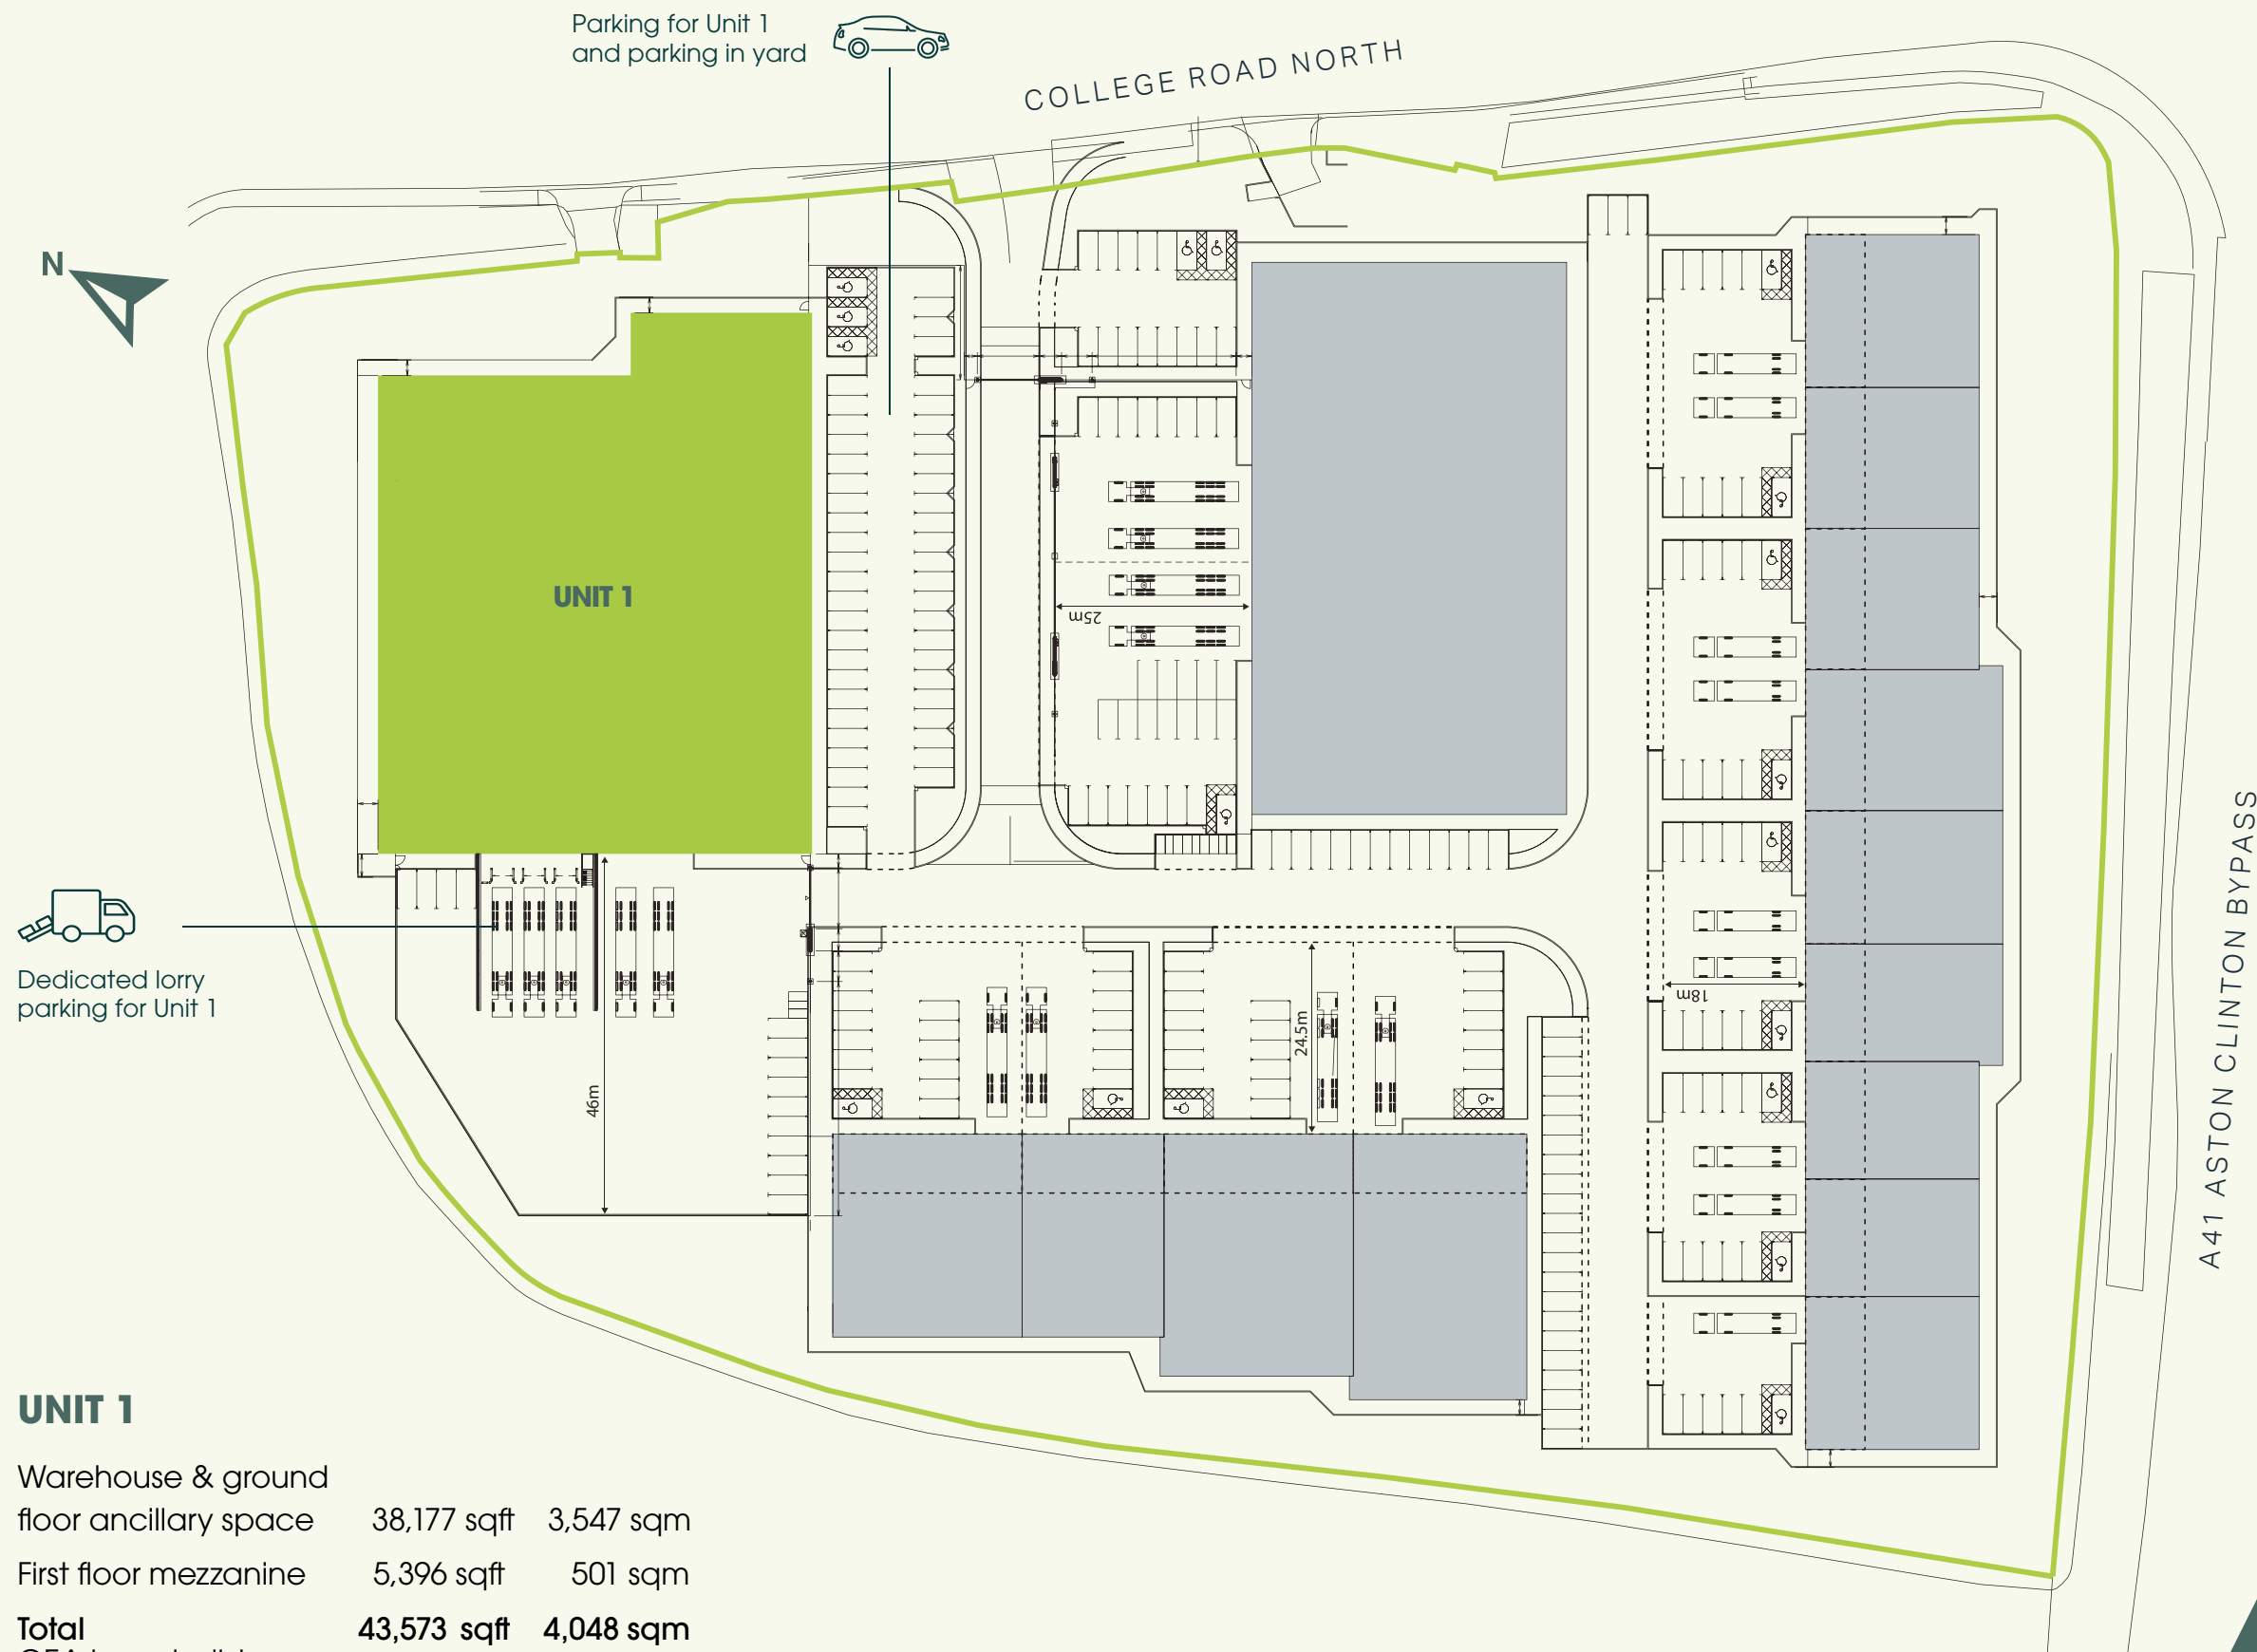 Parking for Unit 1
and parking in yard
COLLEGE ROAD NORTH
N
UNIT 1
25m
18m
24.5m
46m
Dedicated lorry
parking for Unit 1
A41 ASTON CLINTON BYPASS
UNIT 1
Warehouse & ground
floor ancillary space 38,177 sqft 3,547 sqm
First floor mezzanine 5,396 sqft 501 sqm
Total 43,573 sqft 4,048 sqm